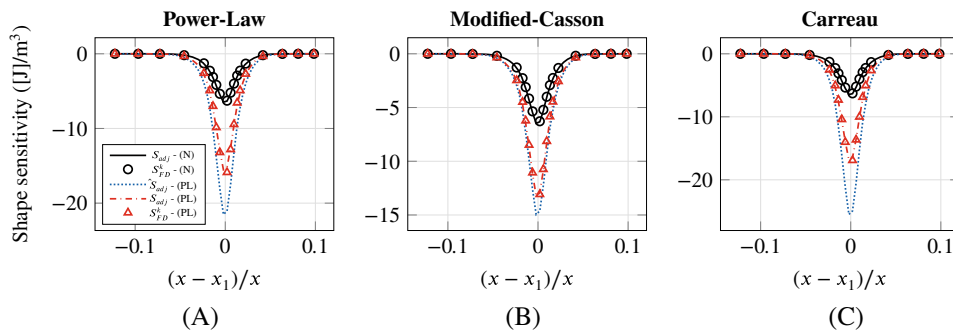 Power-Law
Modified-Casson
Carreau
Shape sensitivity ([J]/m³)
0
−10
−20
S_adj - (N)
S^k_FD - (N)
Ŝ_adj - (PL)
S_adj - (PL)
S^k_FD - (PL)
−0.1 0 0.1
(x − x₁)/x
(A)
0
−5
−10
−15
−0.1 0 0.1
(x − x₁)/x
(B)
0
−10
−20
−0.1 0 0.1
(x − x₁)/x
(C)